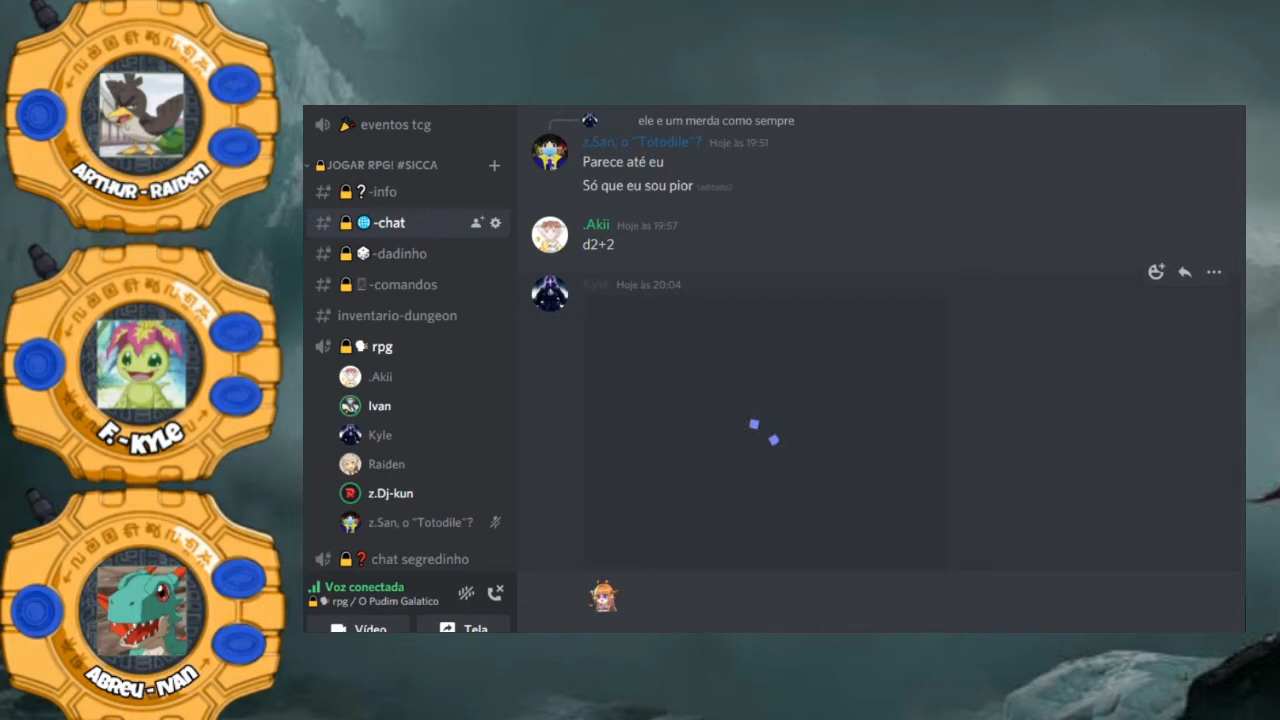 ARTHUR - RAIDEN
F. - KYLE
ABREU - IVAN
eventos tcg
JOGAR RPG! #SICCA
-info
-chat
-dadinho
-comandos
inventario-dungeon
rpg
.Akii
Ivan
Kyle
Raiden
z.Dj-kun
z.San, o "Totodile"?
chat segredinho
Voz conectada
rpg / O Pudim Galatico
Vídeo
Tela
ele e um merda como sempre
z.San, o "Totodile"? Hoje às 19:51
Parece até eu
Só que eu sou pior (editado)
.Akii Hoje às 19:57
d2+2
Kyle Hoje às 20:04